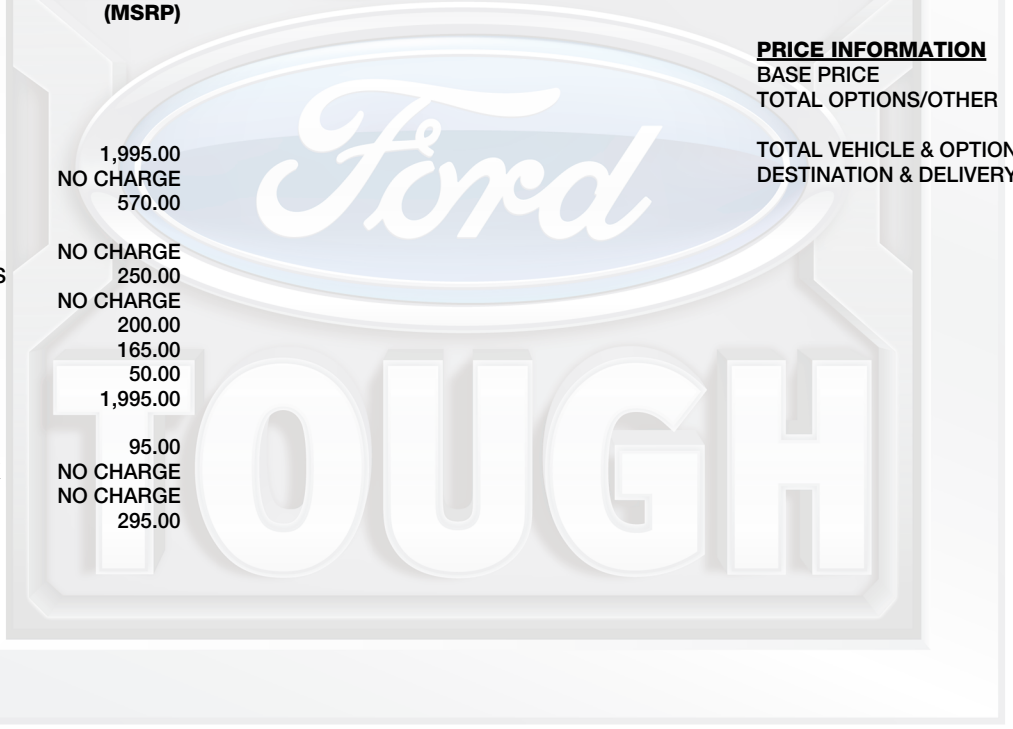 (MSRP)
1,995.00
NO CHARGE
570.00
NO CHARGE
S 250.00
NO CHARGE
200.00
165.00
50.00
1,995.00
95.00
NO CHARGE
NO CHARGE
295.00
PRICE INFORMATION
BASE PRICE
TOTAL OPTIONS/OTHER
TOTAL VEHICLE & OPTION
DESTINATION & DELIVERY
Ford
TOUGH